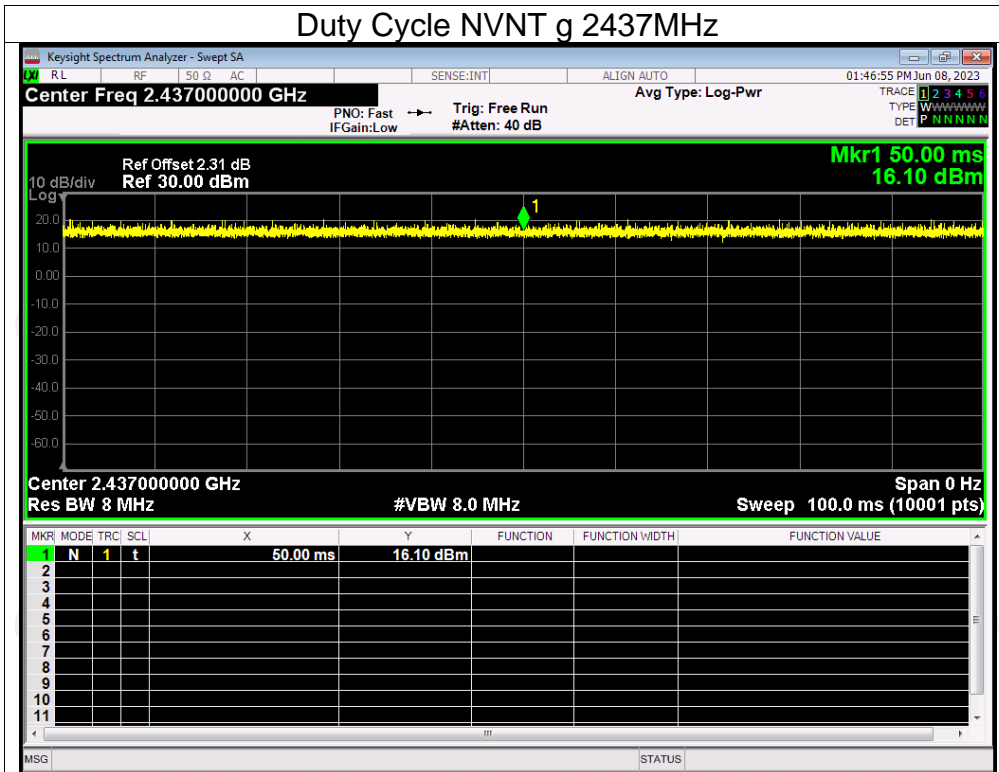 Duty Cycle NVNT g 2437MHz
Keysight Spectrum Analyzer - Swept SA
LXI RL RF 50 Ω AC SENSE:INT ALIGN AUTO 01:46:55 PM Jun 08, 2023
Center Freq 2.437000000 GHz Avg Type: Log-Pwr TRACE 1 2 3 4 5 6
PNO: Fast Trig: Free Run TYPE WWWWWW
IFGain:Low #Atten: 40 dB DET P N N N N N
Mkr1 50.00 ms
Ref Offset 2.31 dB
10 dB/div Ref 30.00 dBm 16.10 dBm
Log
1
20.0
10.0
0.00
-10.0
-20.0
-30.0
-40.0
-50.0
-60.0
Center 2.437000000 GHz Span 0 Hz
Res BW 8 MHz #VBW 8.0 MHz Sweep 100.0 ms (10001 pts)
MKR MODE TRC SCL X Y FUNCTION FUNCTION WIDTH FUNCTION VALUE
1 N 1 t 50.00 ms 16.10 dBm
2
3
4
5
6
7
8
9
10
11
MSG STATUS